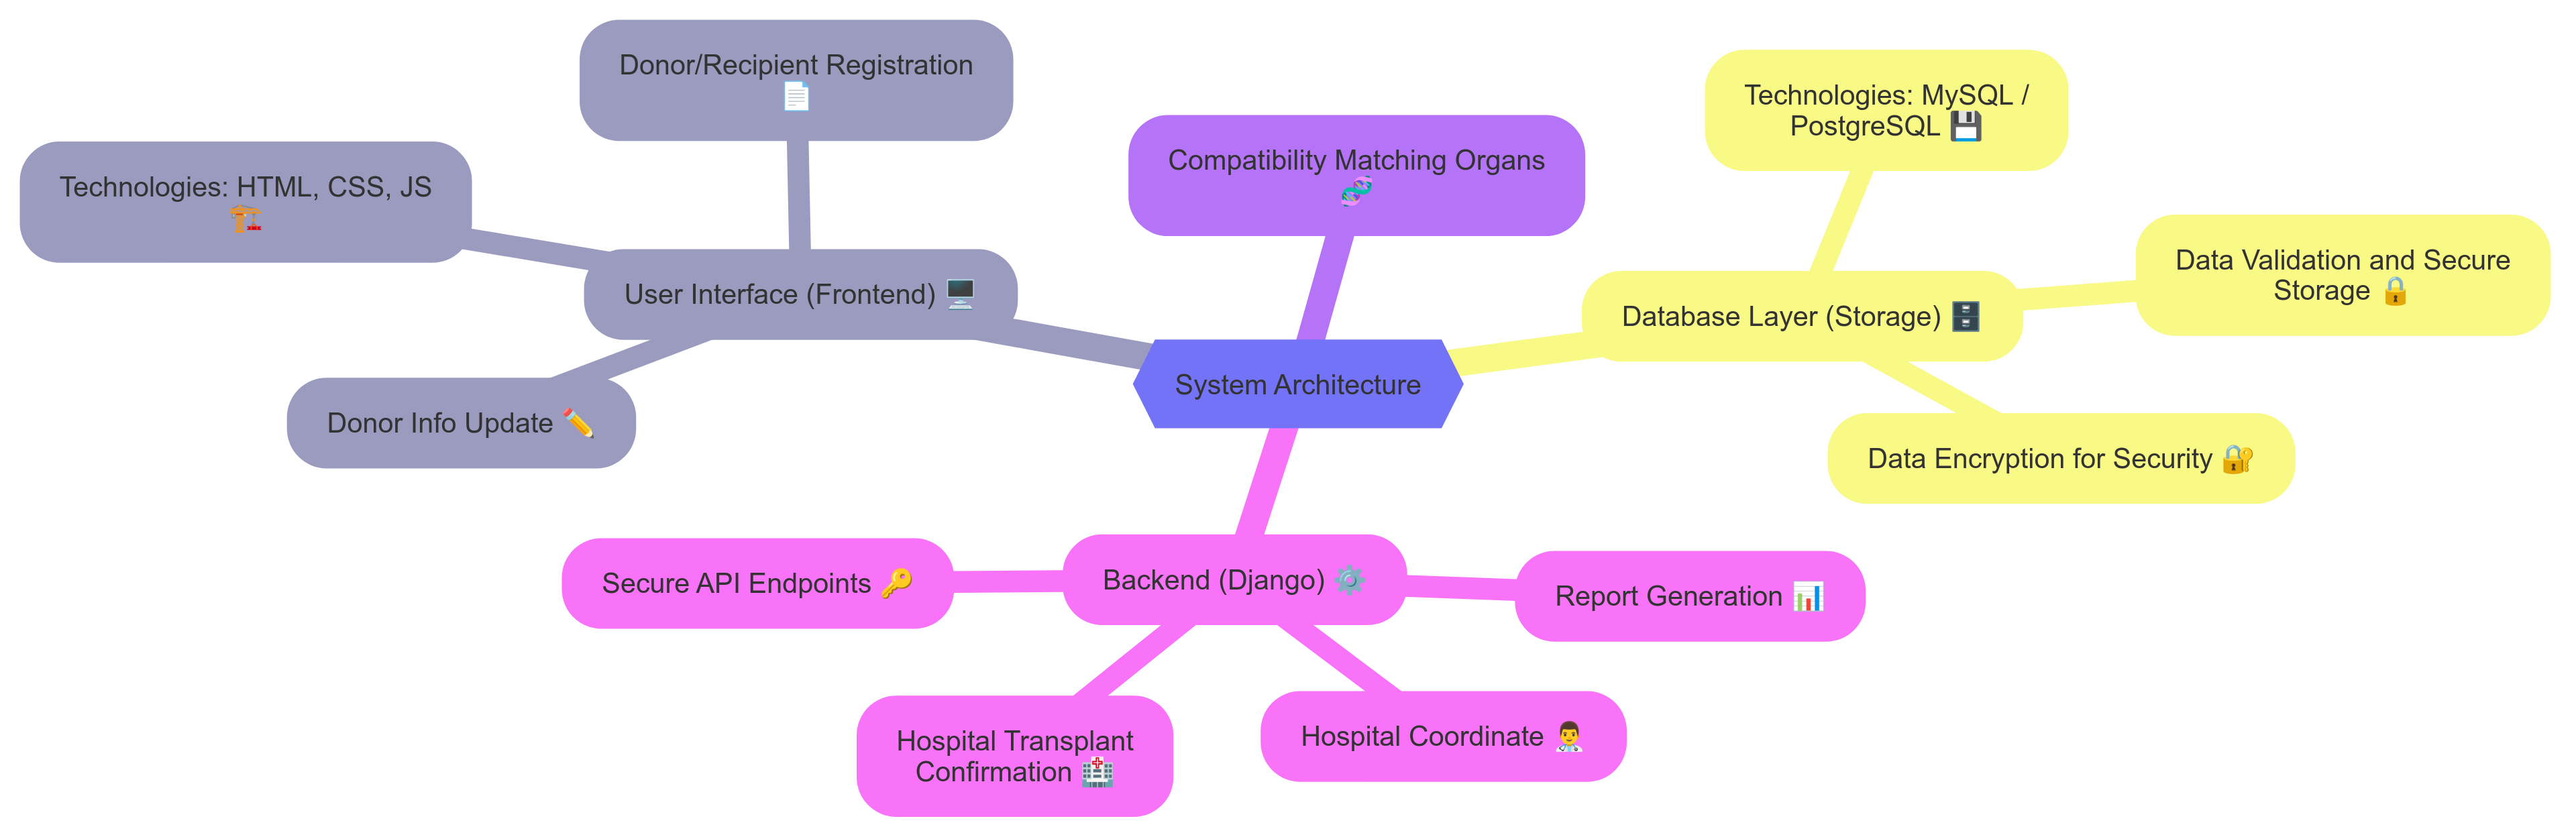 Donor/Recipient Registration
📄
Technologies: HTML, CSS, JS
🏗️
User Interface (Frontend) 🖥️
Donor Info Update ✏️
Compatibility Matching Organs
🧬
System Architecture
Technologies: MySQL /
PostgreSQL 💾
Data Validation and Secure
Storage 🔒
Database Layer (Storage) 🗄️
Data Encryption for Security 🔐
Secure API Endpoints 🔑
Backend (Django) ⚙️
Report Generation 📊
Hospital Transplant
Confirmation 🏥
Hospital Coordinate 👨‍⚕️